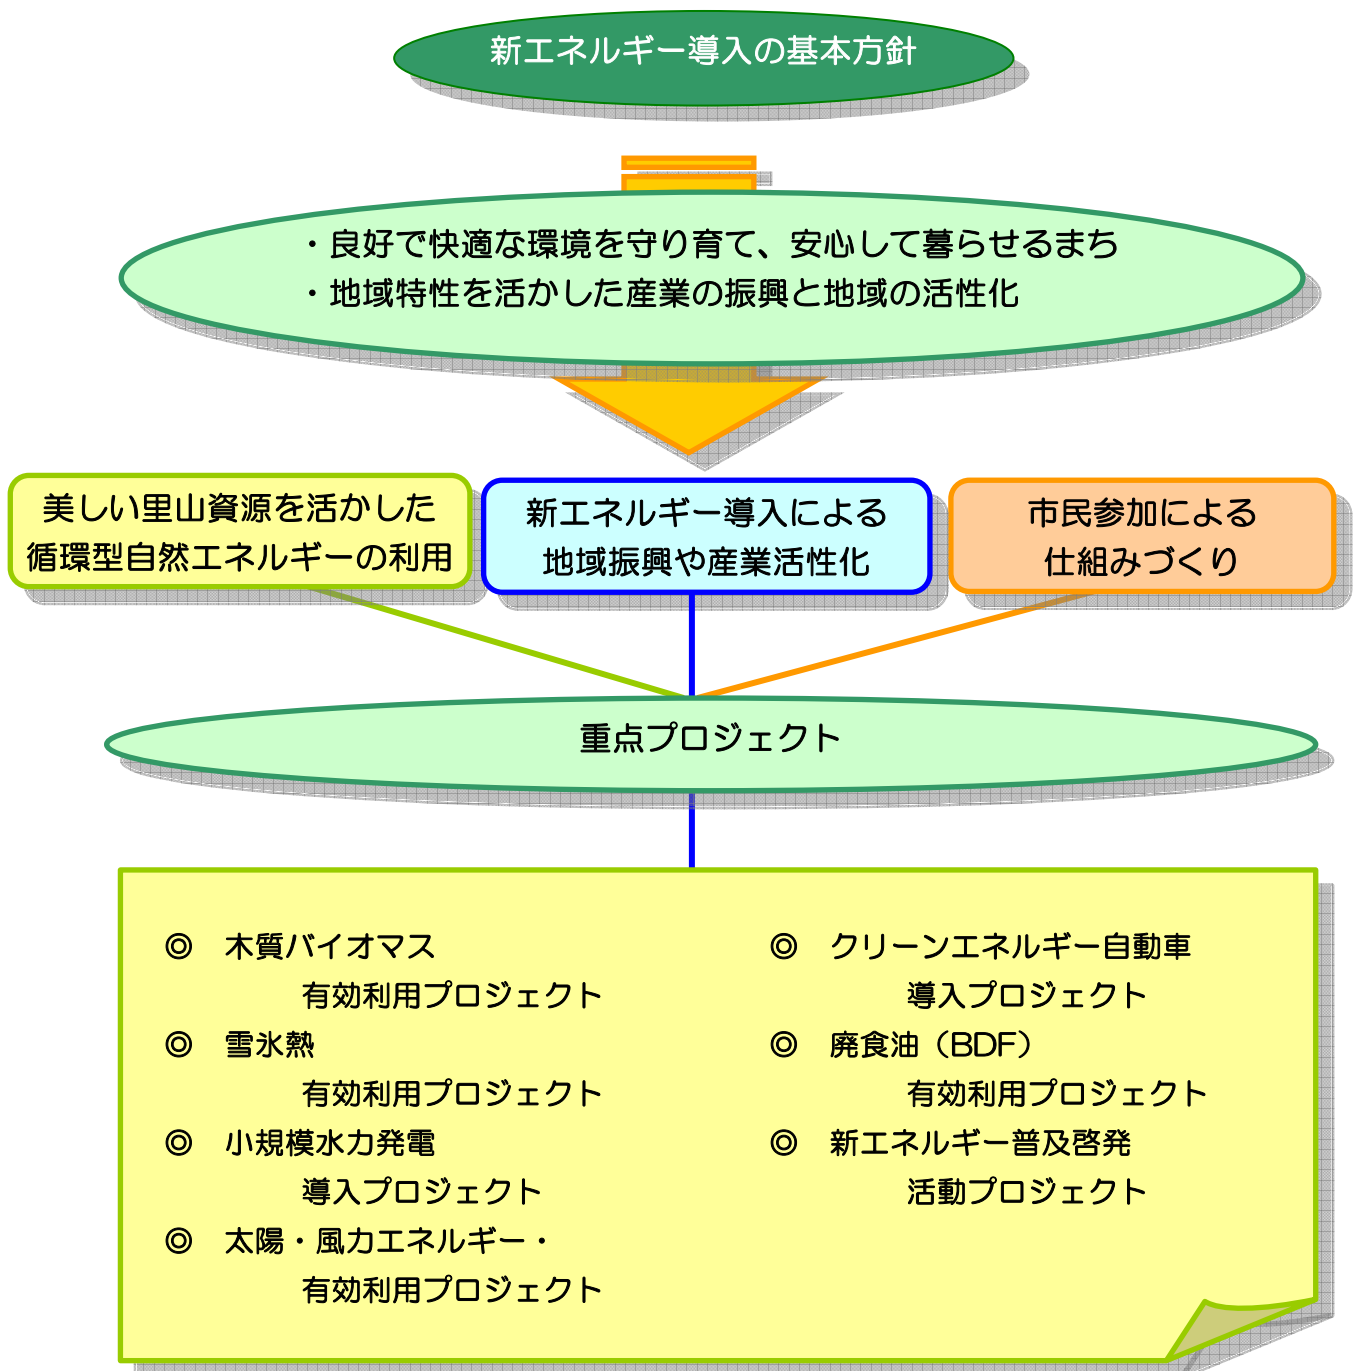 新エネルギー導入の基本方針
・良好で快適な環境を守り育て、安心して暮らせるまち
・地域特性を活かした産業の振興と地域の活性化
美しい里山資源を活かした
循環型自然エネルギーの利用
新エネルギー導入による
地域振興や産業活性化
市民参加による
仕組みづくり
重点プロジェクト
◎ 木質バイオマス
有効利用プロジェクト
◎ 雪氷熱
有効利用プロジェクト
◎ 小規模水力発電
導入プロジェクト
◎ 太陽・風力エネルギー・
有効利用プロジェクト
◎ クリーンエネルギー自動車
導入プロジェクト
◎ 廃食油（BDF）
有効利用プロジェクト
◎ 新エネルギー普及啓発
活動プロジェクト